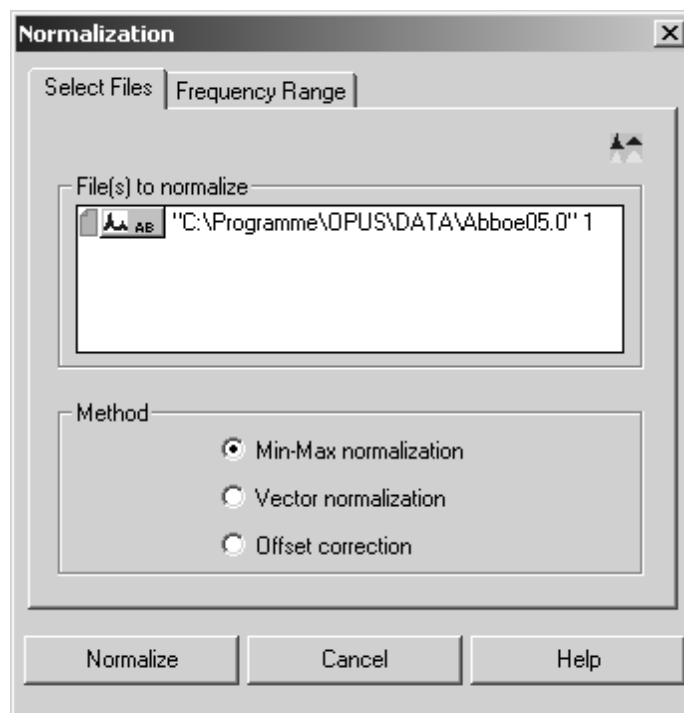 Normalization
Select Files Frequency Range
File(s) to normalize
AB "C:\Programme\OPUS\DATA\Abboe05.0" 1
Method
Min-Max normalization
Vector normalization
Offset correction
Normalize Cancel Help